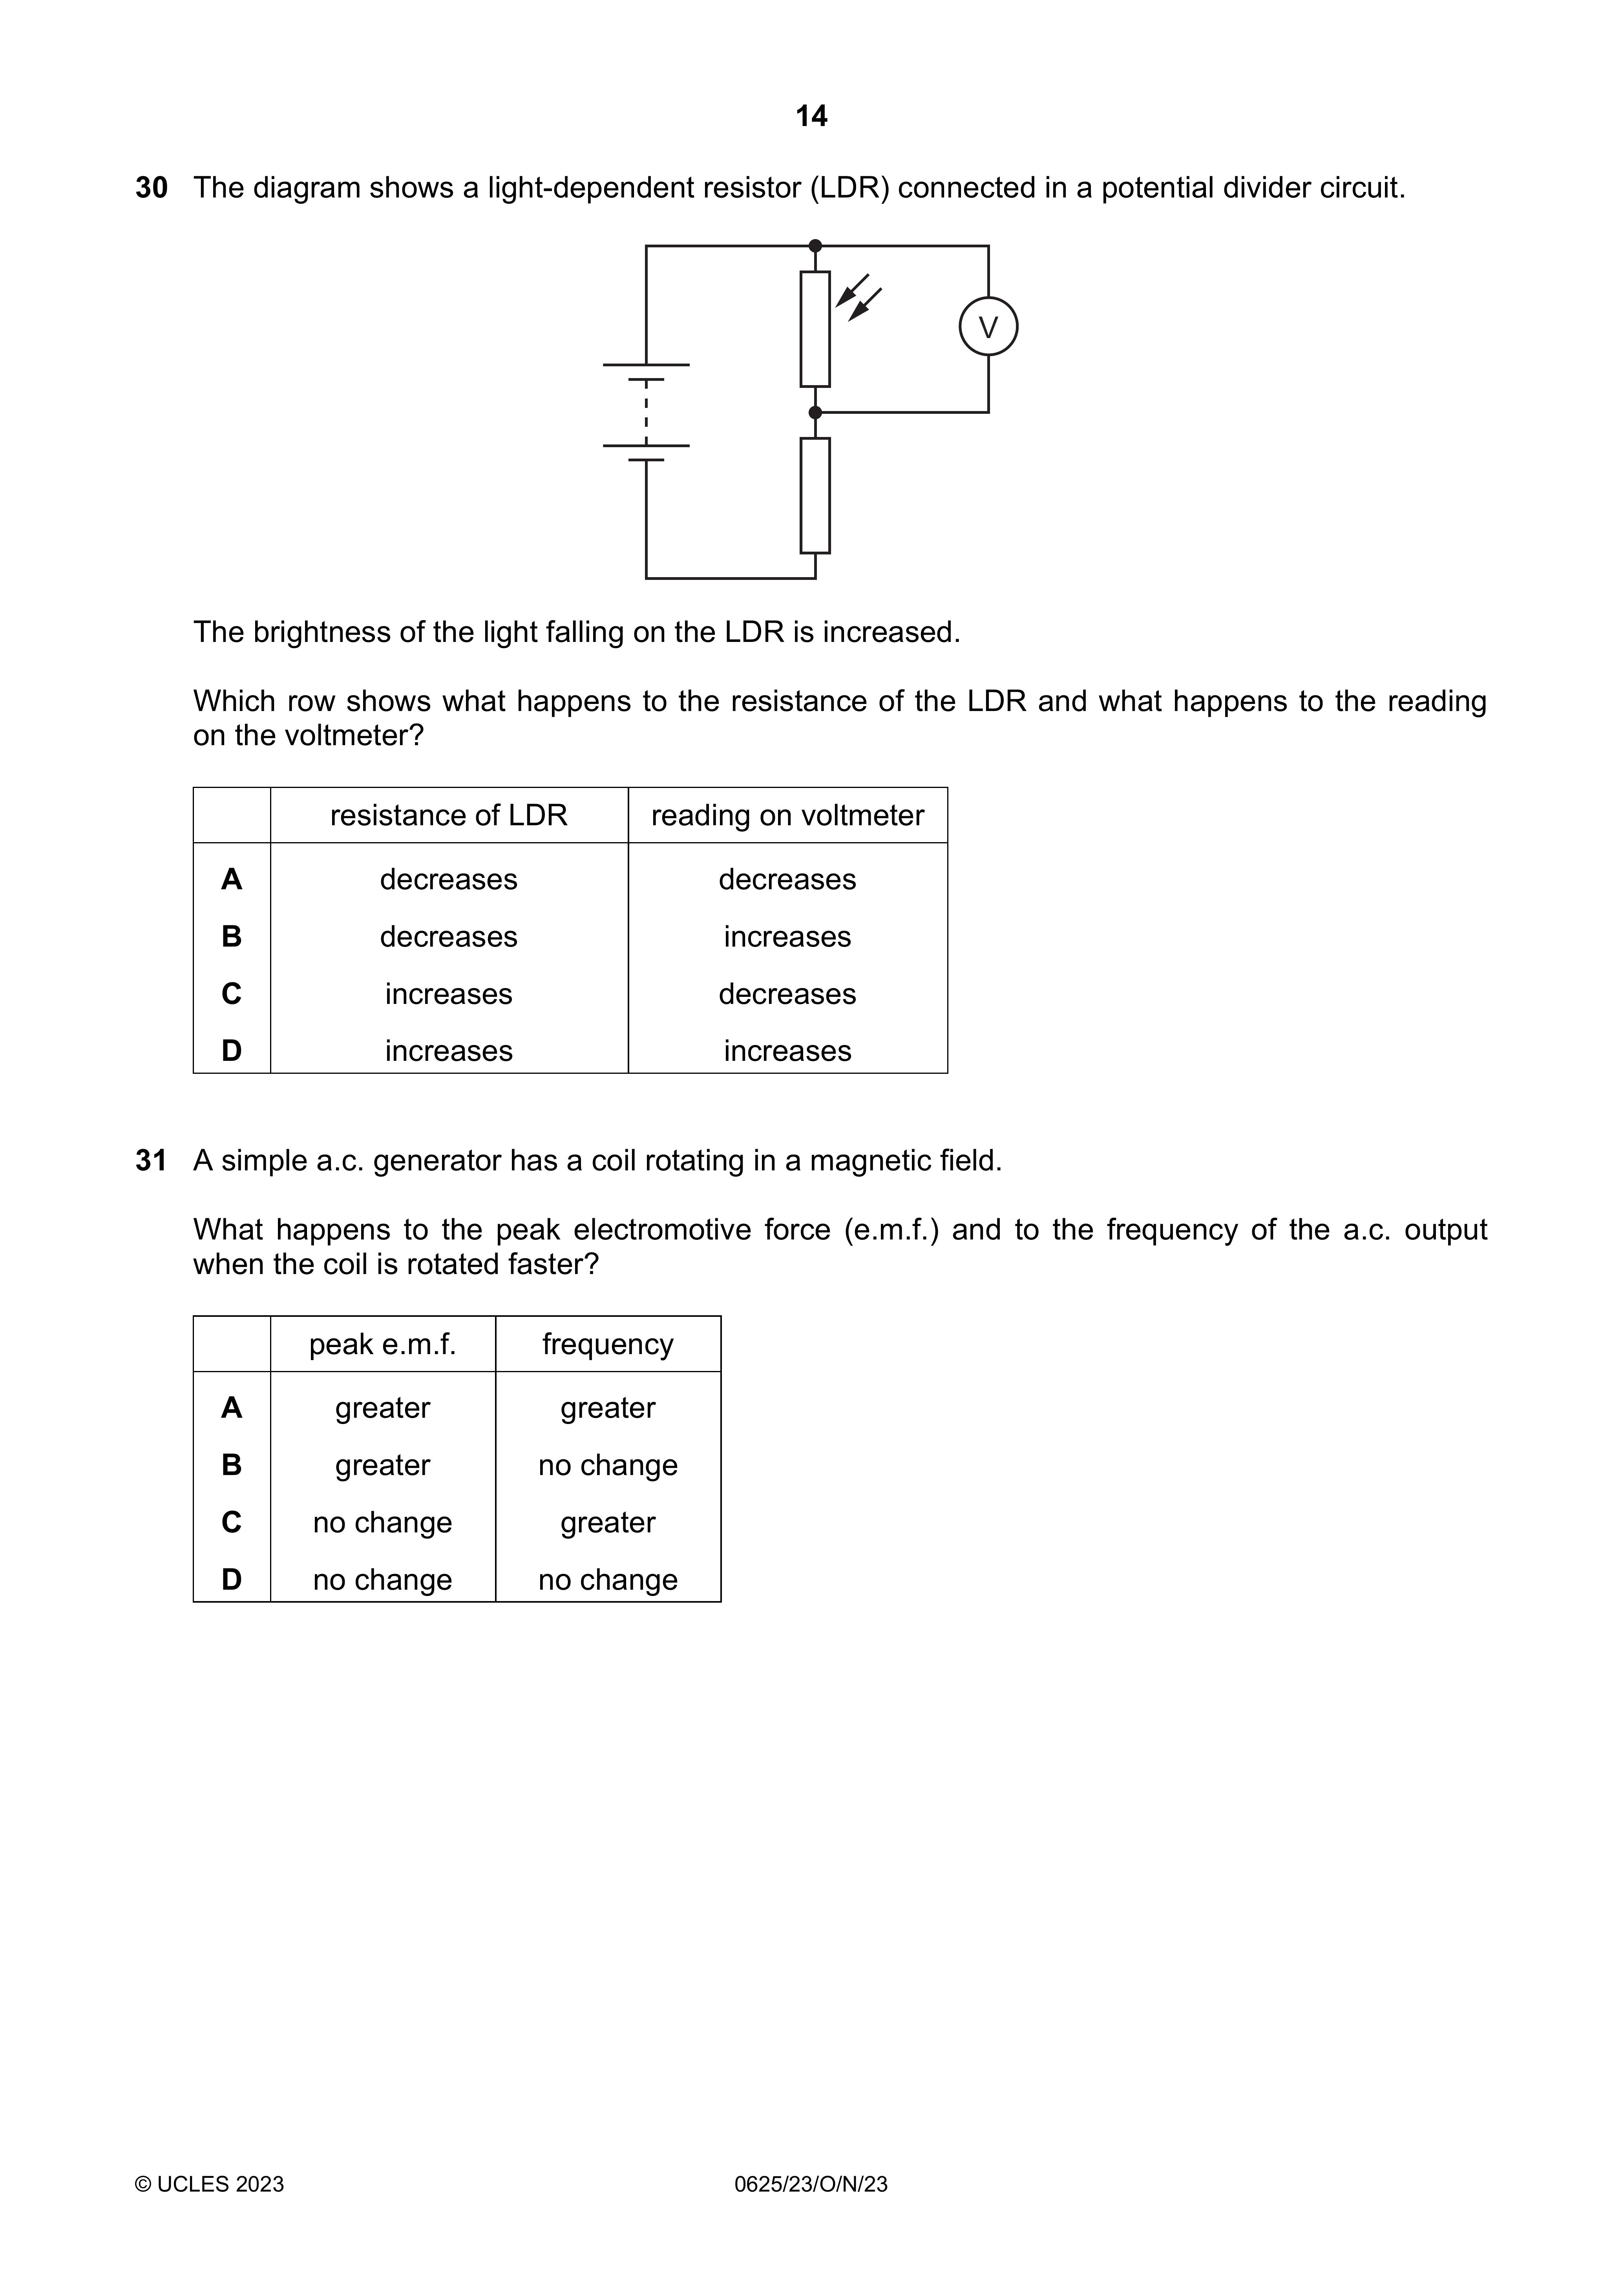 14
30 The diagram shows a light-dependent resistor (LDR) connected in a potential divider circuit.
V
The brightness of the light falling on the LDR is increased.
Which row shows what happens to the resistance of the LDR and what happens to the reading
on the voltmeter?
resistance of LDR reading on voltmeter
A decreases decreases
B decreases increases
C increases decreases
D increases increases
31 A simple a.c. generator has a coil rotating in a magnetic field.
What happens to the peak electromotive force (e.m.f.) and to the frequency of the a.c. output
when the coil is rotated faster?
peak e.m.f. frequency
A greater greater
B greater no change
C no change greater
D no change no change
© UCLES 2023 0625/23/O/N/23